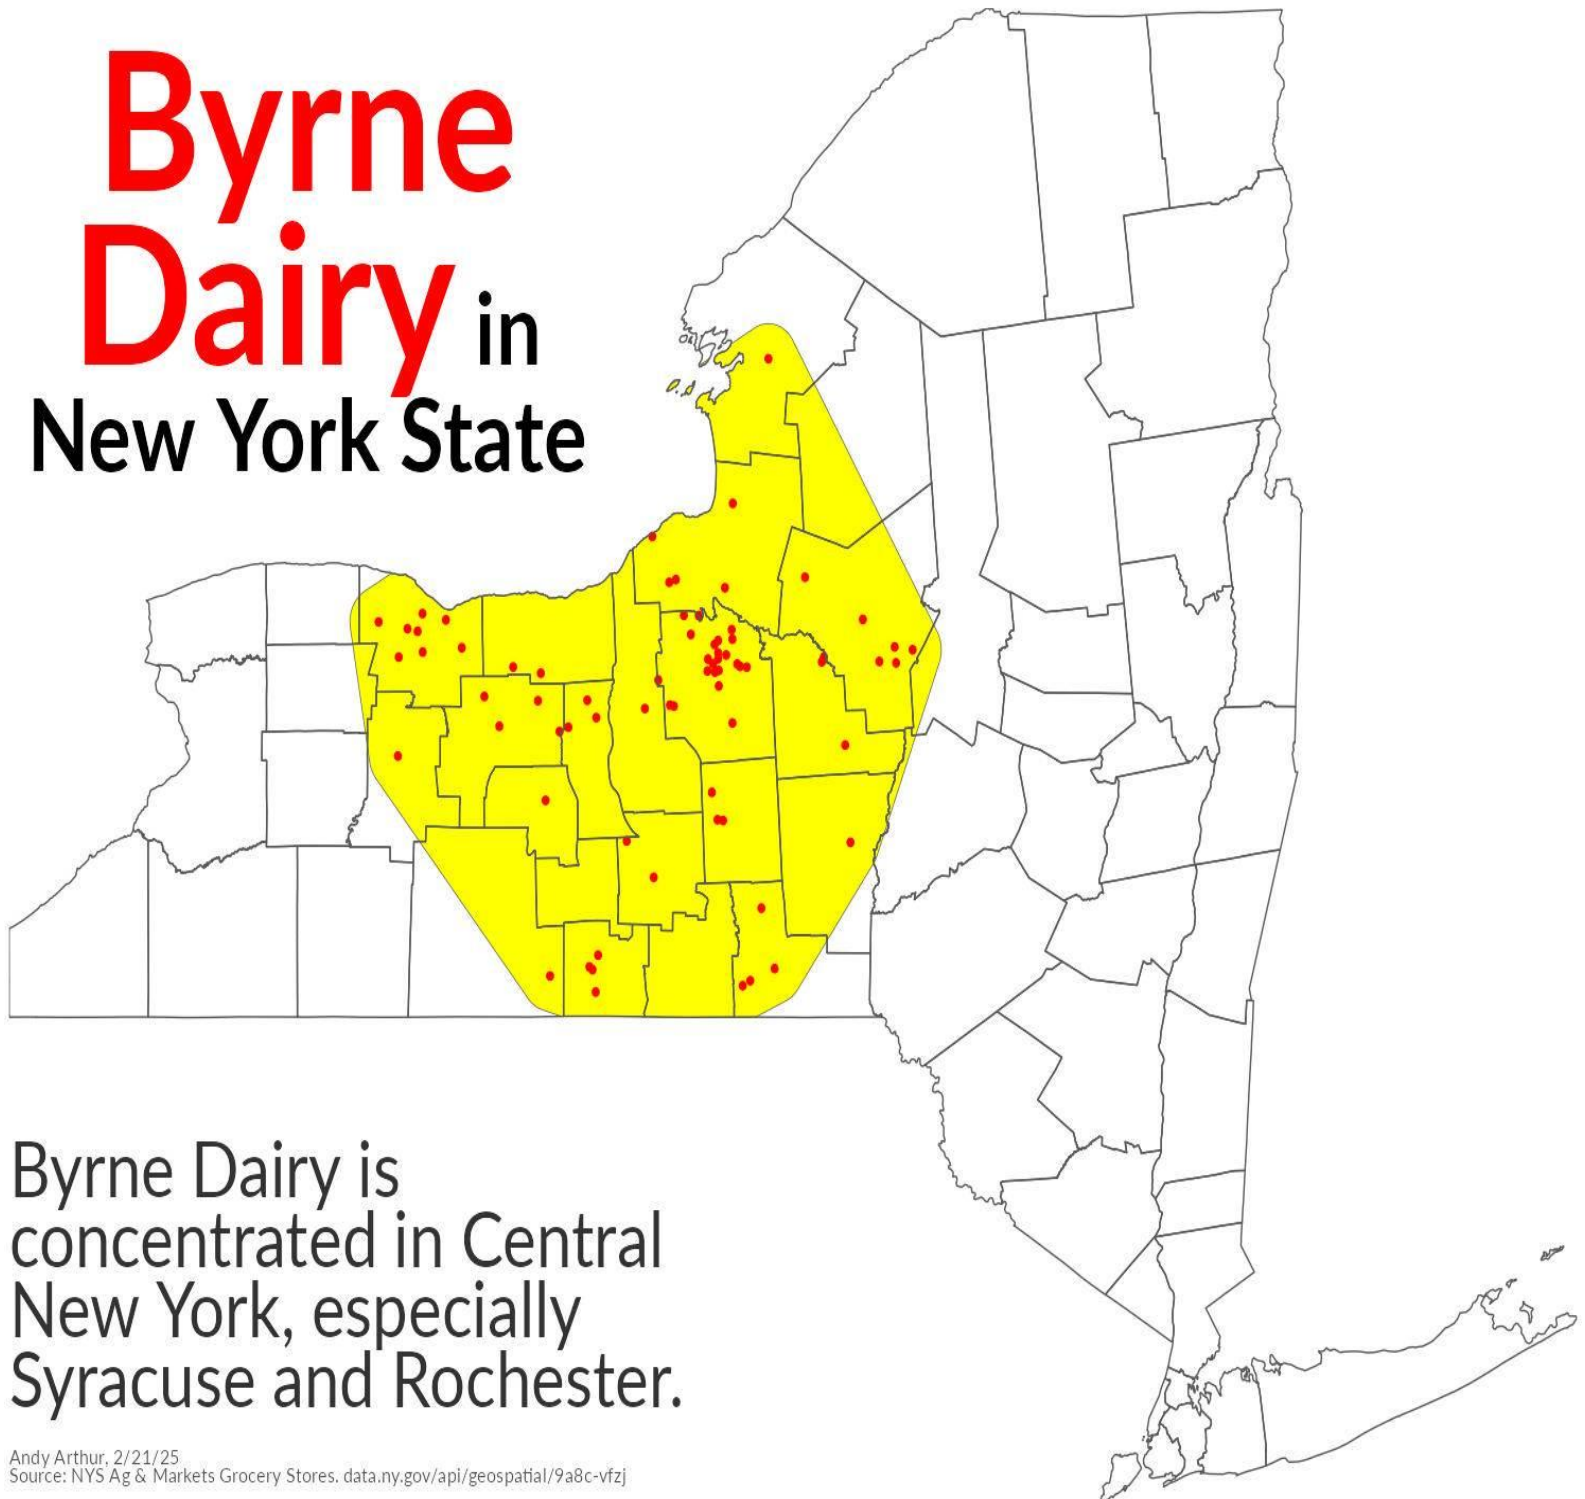 Byrne
Dairy in
New York State
Byrne Dairy is
concentrated in Central
New York, especially
Syracuse and Rochester.
Andy Arthur, 2/21/25
Source: NYS Ag & Markets Grocery Stores. data.ny.gov/api/geospatial/9a8c-vfzj